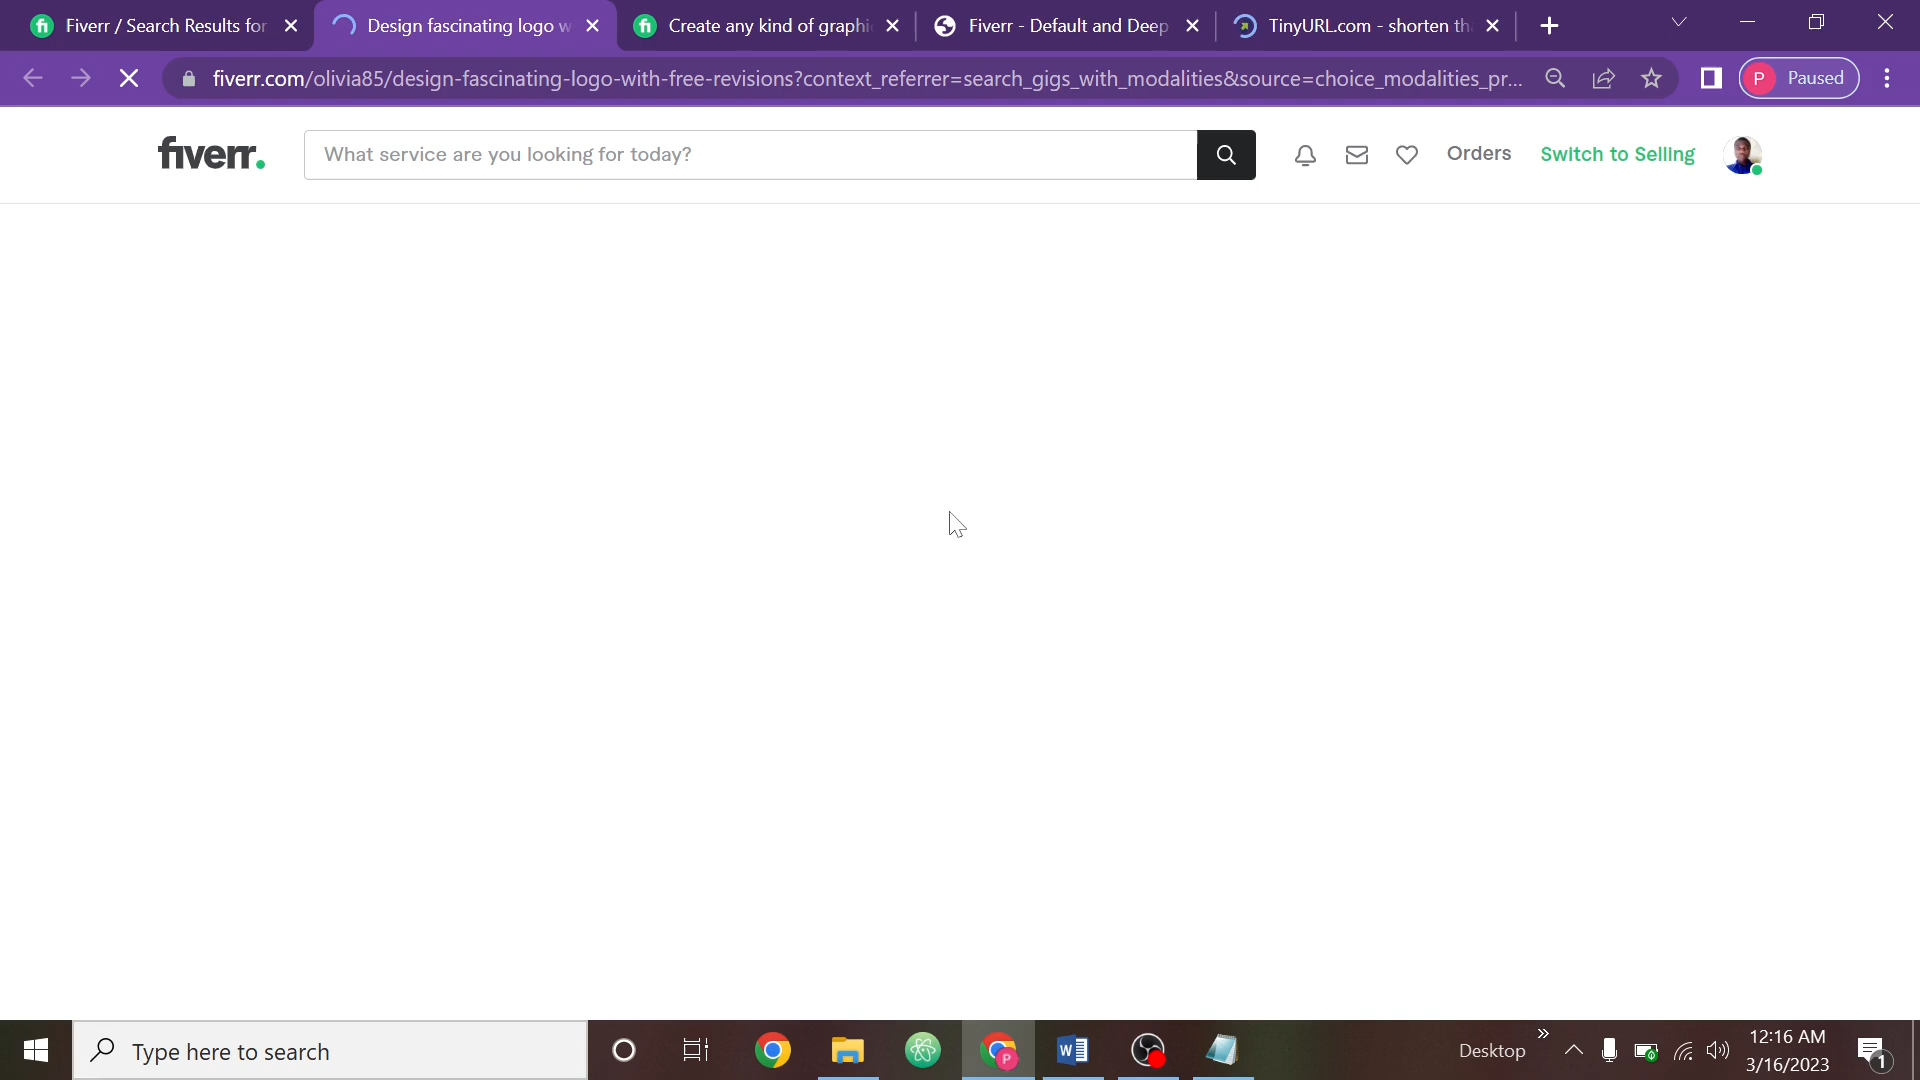 Fiverr / Search Results for
Design fascinating logo w
Create any kind of graphi
Fiverr - Default and Deep
TinyURL.com - shorten th
fiverr.com/olivia85/design-fascinating-logo-with-free-revisions?context_referrer=search_gigs_with_modalities&source=choice_modalities_pr...
P
Paused
fiverr.
What service are you looking for today?
Orders
Switch to Selling
Type here to search
Desktop
12:16 AM
3/16/2023
1